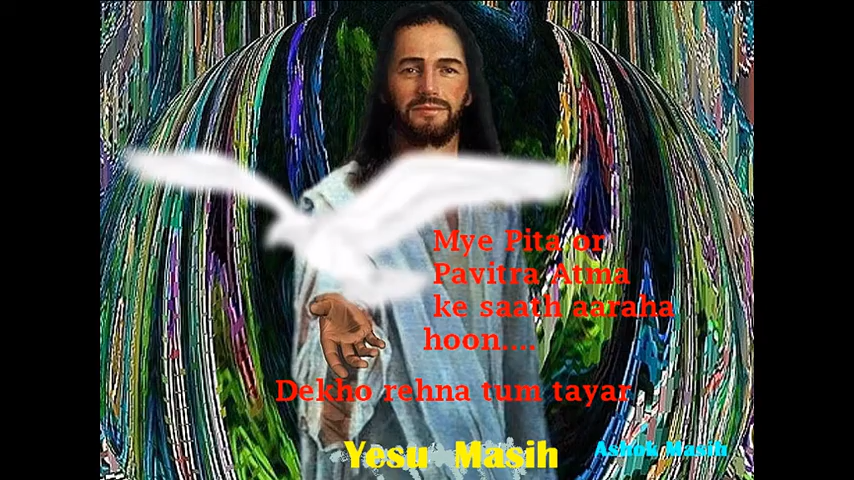 Mye Pita or
Pavitra Atma
ke saath aaraha
hoon....
Dekho rehna tum tayar
Yesu Masih
Ashok Masih